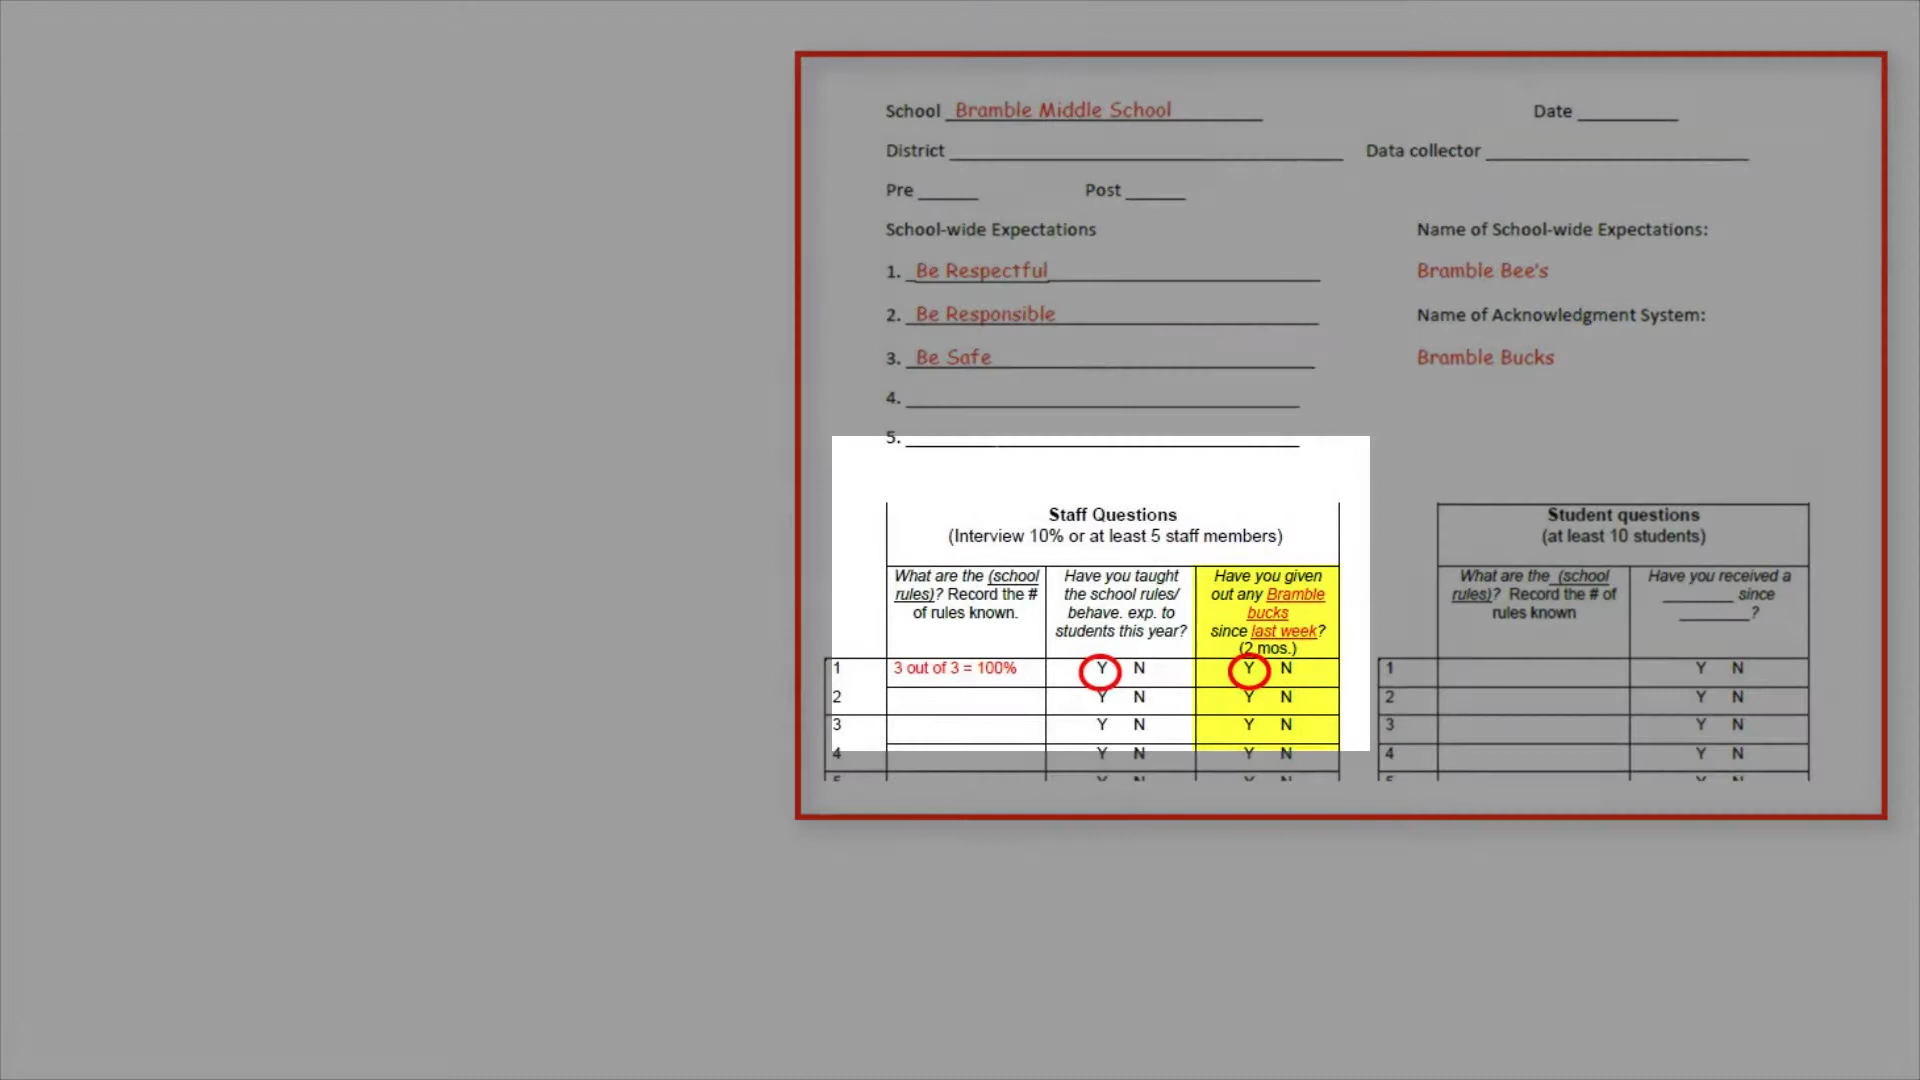 School Bramble Middle School Date
District Data collector
Pre Post
School-wide Expectations Name of School-wide Expectations:
1. Be Respectful Bramble Bee's
2. Be Responsible Name of Acknowledgment System:
3. Be Safe Bramble Bucks
4.
5.
Staff Questions
(Interview 10% or at least 5 staff members)
What are the (school
rules)? Record the #
of rules known.
Have you taught
the school rules/
behave. exp. to
students this year?
Have you given
out any Bramble
bucks
since last week?
(2 mos.)
1 3 out of 3 = 100% Y N Y N
2 Y N Y N
3 Y N Y N
4 Y N Y N
Student questions
(at least 10 students)
What are the (school
rules)? Record the # of
rules known
Have you received a
________ since
________?
1 Y N
2 Y N
3 Y N
4 Y N